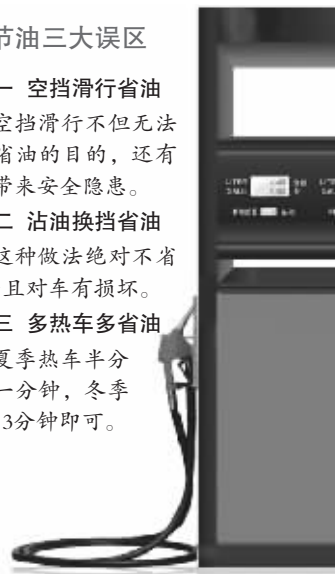 节油三大误区
一 空挡滑行省油
空挡滑行不但无法
省油的目的，还有
带来安全隐患。
二 沾油换挡省油
这种做法绝对不省
且对车有损坏。
三 多热车多省油
夏季热车半分
一分钟，冬季
3分钟即可。